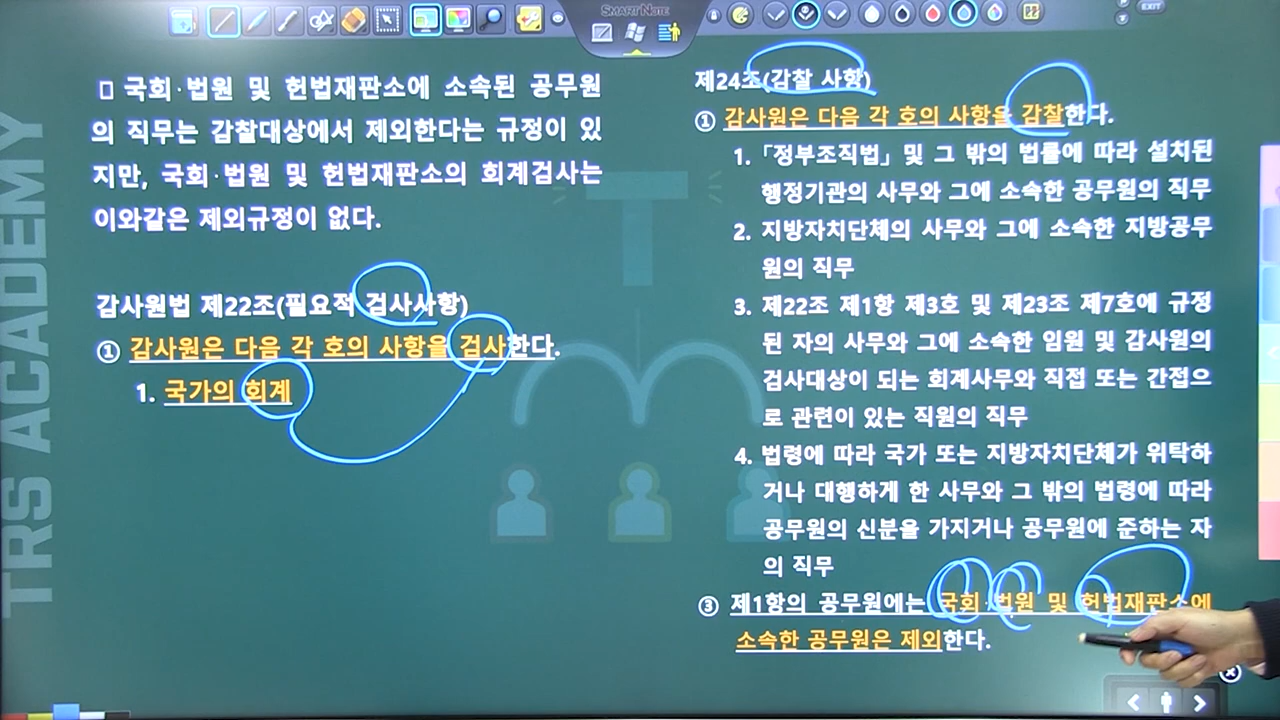 SMART NOTE
EXIT
TRS ACADEMY
□ 국회·법원 및 헌법재판소에 소속된 공무원
의 직무는 감찰대상에서 제외한다는 규정이 있
지만, 국회·법원 및 헌법재판소의 회계검사는
이와같은 제외규정이 없다.
감사원법 제22조(필요적 검사사항)
① 감사원은 다음 각 호의 사항을 검사한다.
1. 국가의 회계
제24조(감찰 사항)
① 감사원은 다음 각 호의 사항을 감찰한다.
1. 「정부조직법」 및 그 밖의 법률에 따라 설치된
행정기관의 사무와 그에 소속한 공무원의 직무
2. 지방자치단체의 사무와 그에 소속한 지방공무
원의 직무
3. 제22조 제1항 제3호 및 제23조 제7호에 규정
된 자의 사무와 그에 소속한 임원 및 감사원의
검사대상이 되는 회계사무와 직접 또는 간접으
로 관련이 있는 직원의 직무
4. 법령에 따라 국가 또는 지방자치단체가 위탁하
거나 대행하게 한 사무와 그 밖의 법령에 따라
공무원의 신분을 가지거나 공무원에 준하는 자
의 직무
③ 제1항의 공무원에는 국회·법원 및 헌법재판소에
소속한 공무원은 제외한다.